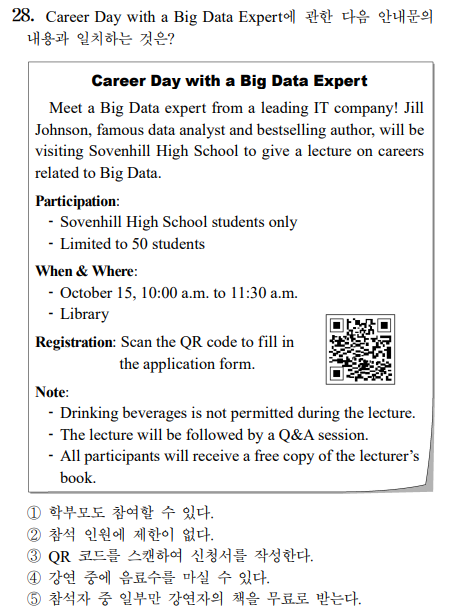 28. Career Day with a Big Data Expert에 관한 다음 안내문의
내용과 일치하는 것은?
Career Day with a Big Data Expert
Meet a Big Data expert from a leading IT company! Jill
Johnson, famous data analyst and bestselling author, will be
visiting Sovenhill High School to give a lecture on careers
related to Big Data.
Participation:
- Sovenhill High School students only
- Limited to 50 students
When & Where:
- October 15, 10:00 a.m. to 11:30 a.m.
- Library
Registration: Scan the QR code to fill in
the application form.
Note:
- Drinking beverages is not permitted during the lecture.
- The lecture will be followed by a Q&A session.
- All participants will receive a free copy of the lecturer's
book.
① 학부모도 참여할 수 있다.
② 참석 인원에 제한이 없다.
③ QR 코드를 스캔하여 신청서를 작성한다.
④ 강연 중에 음료수를 마실 수 있다.
⑤ 참석자 중 일부만 강연자의 책을 무료로 받는다.